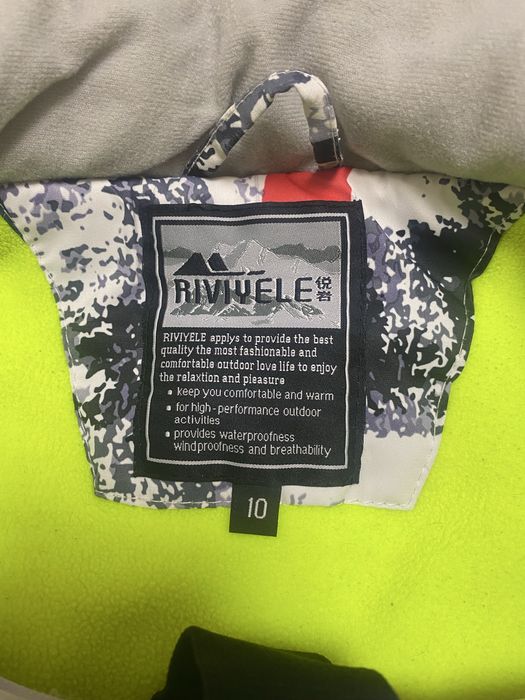 RIVIYELE 悦岩
RIVIYELE applys to provide the best
quality the most fashionable and
comfortable outdoor love life to enjoy
the relaxtion and pleasure
• keep you comfortable and warm
• for high-performance outdoor
activities
• provides waterproofness
windproofness and breathability
10